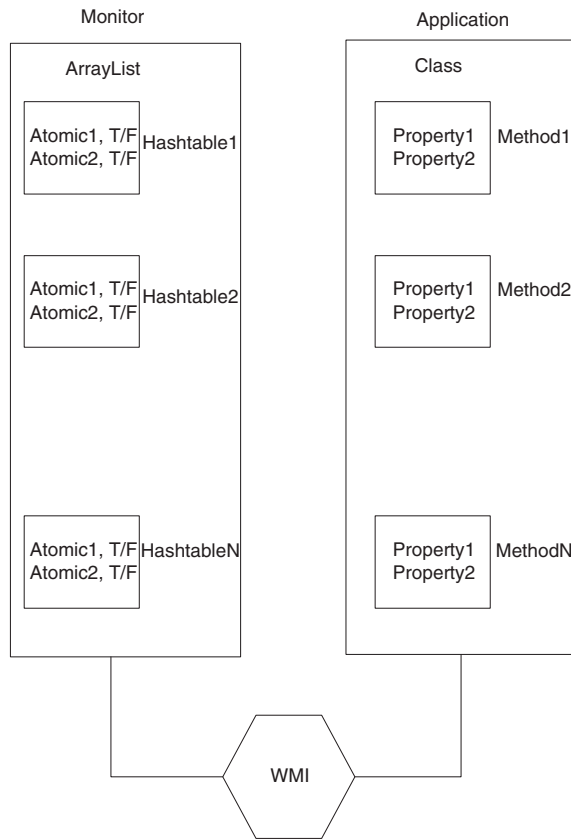 Monitor
ArrayList
Atomic1, T/F
Atomic2, T/F
Hashtable1
Atomic1, T/F
Atomic2, T/F
Hashtable2
Atomic1, T/F
Atomic2, T/F
HashtableN
Application
Class
Property1
Property2
Method1
Property1
Property2
Method2
Property1
Property2
MethodN
WMI